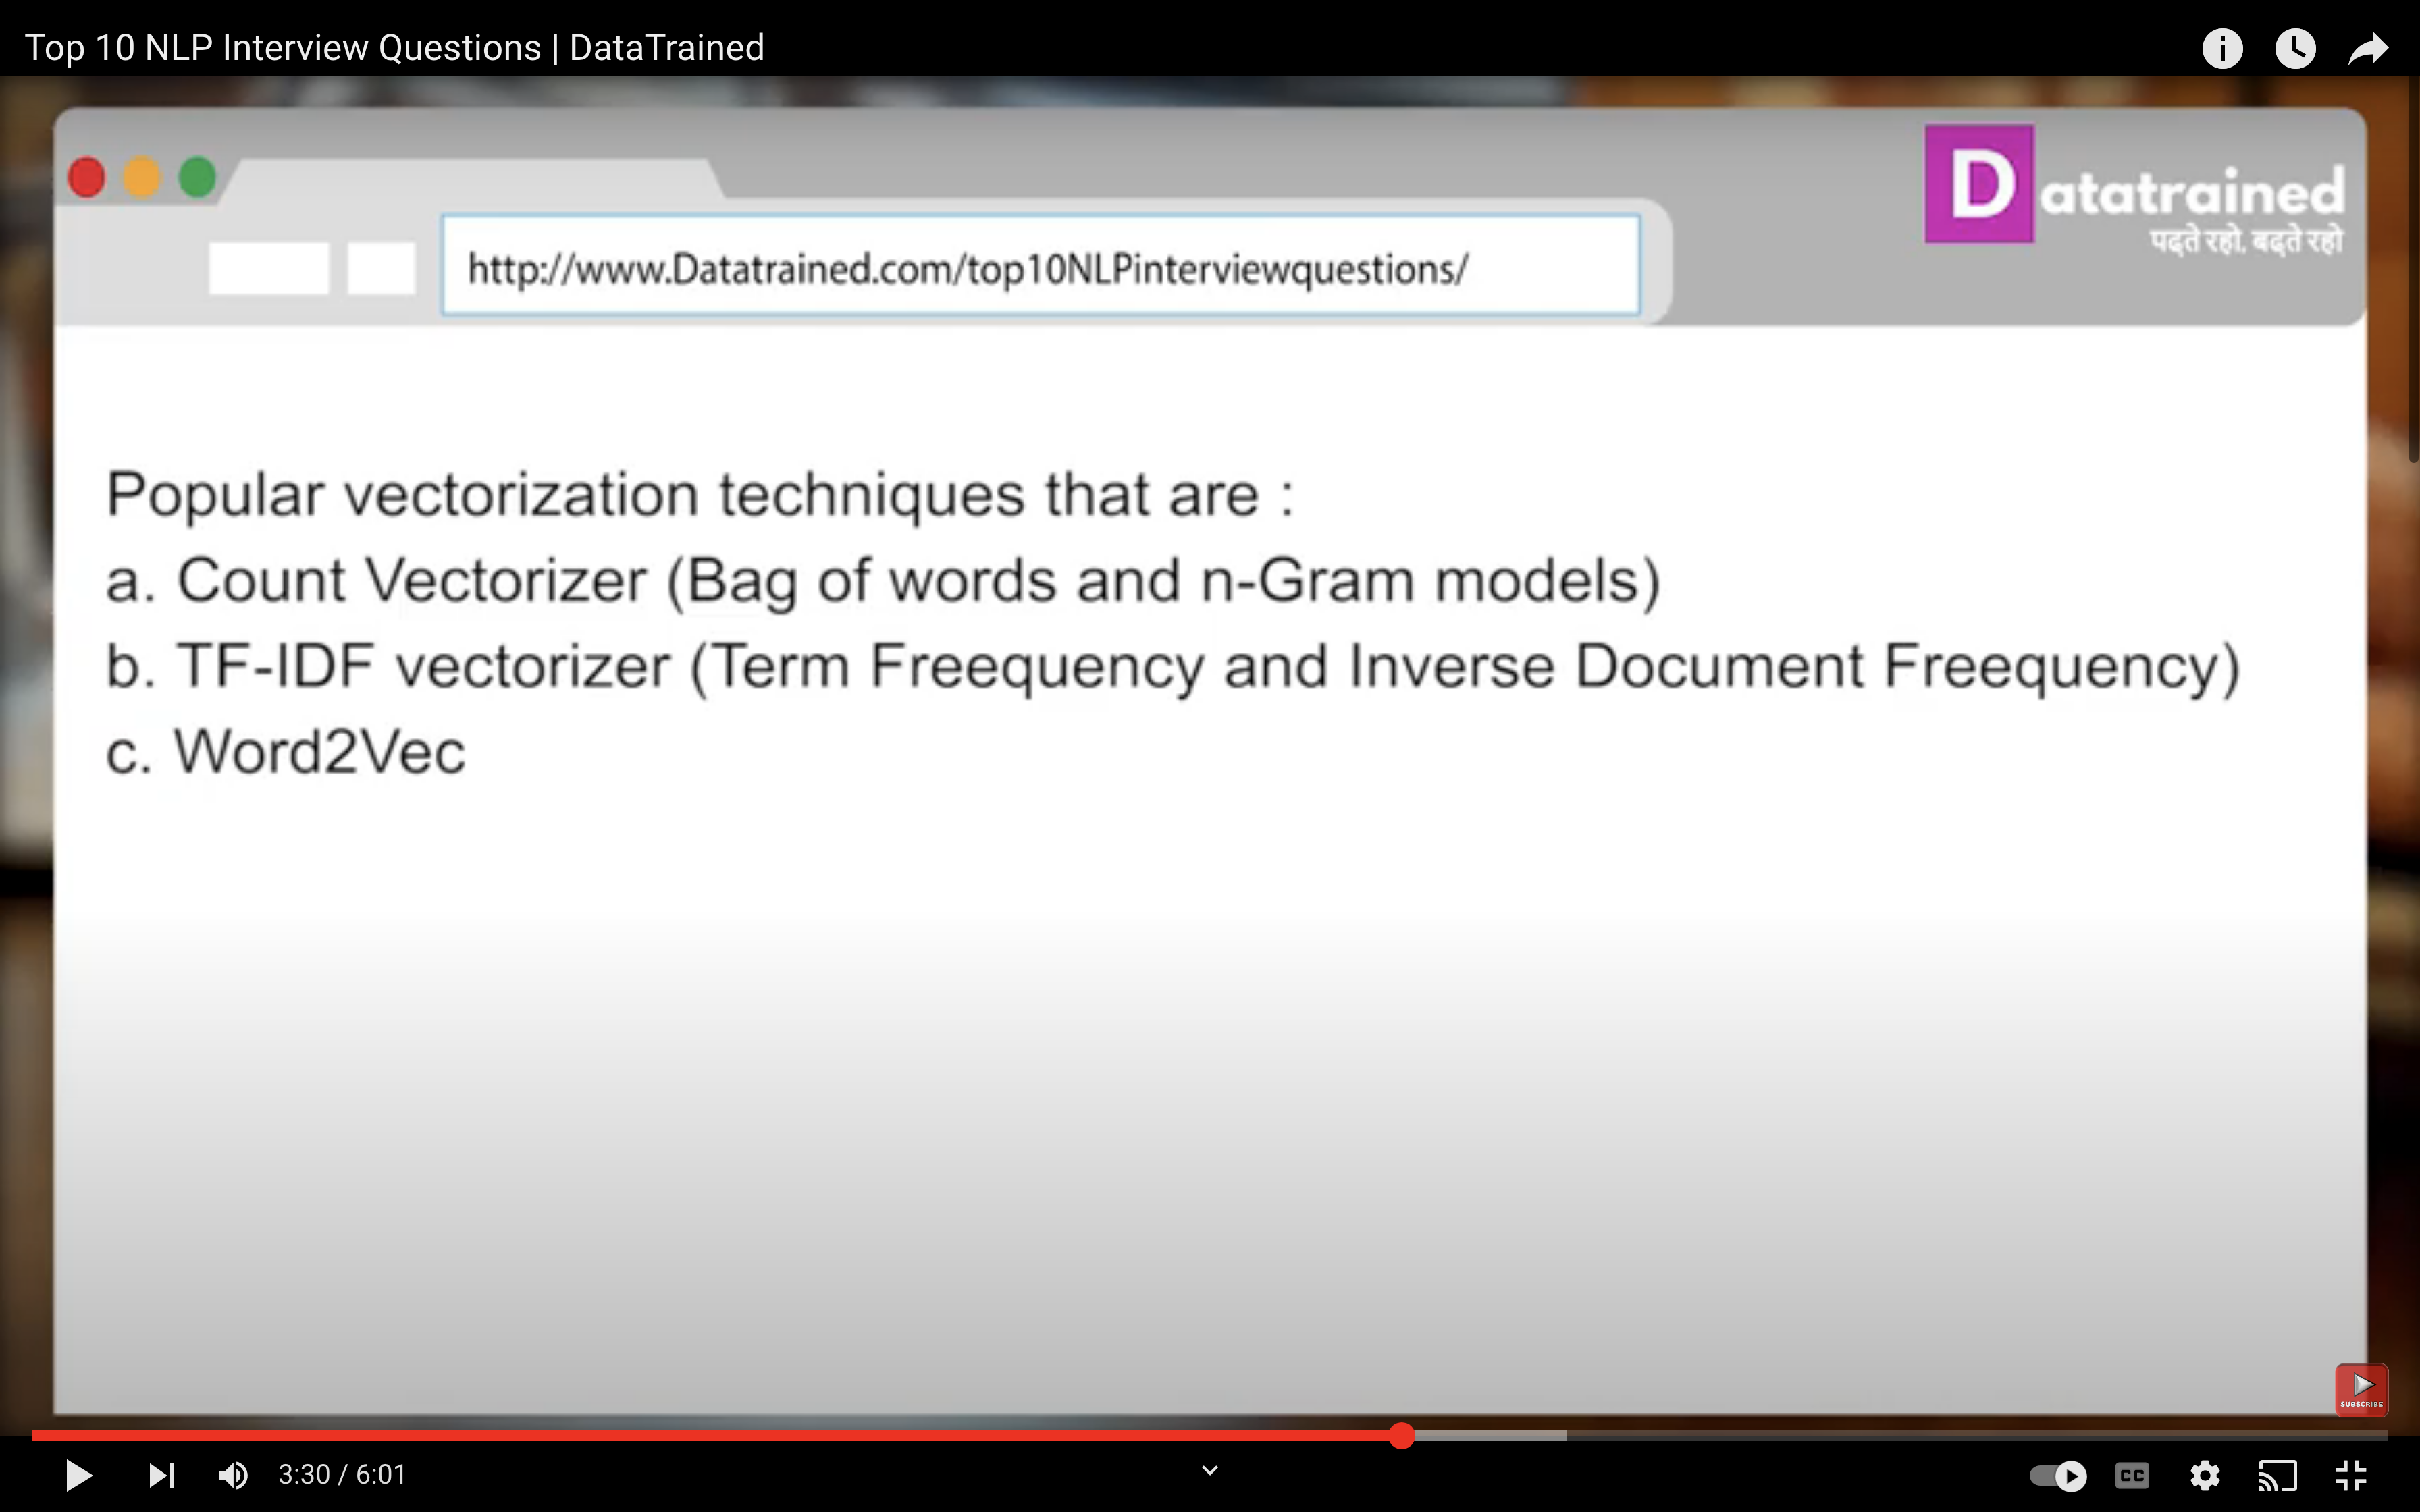 Top 10 NLP Interview Questions | DataTrained
Datatrained
पढ़ते रहो, बढ़ते रहो
http://www.Datatrained.com/top10NLPinterviewquestions/
Popular vectorization techniques that are :
a. Count Vectorizer (Bag of words and n-Gram models)
b. TF-IDF vectorizer (Term Freequency and Inverse Document Freequency)
c. Word2Vec
SUBSCRIBE
3:30 / 6:01
CC